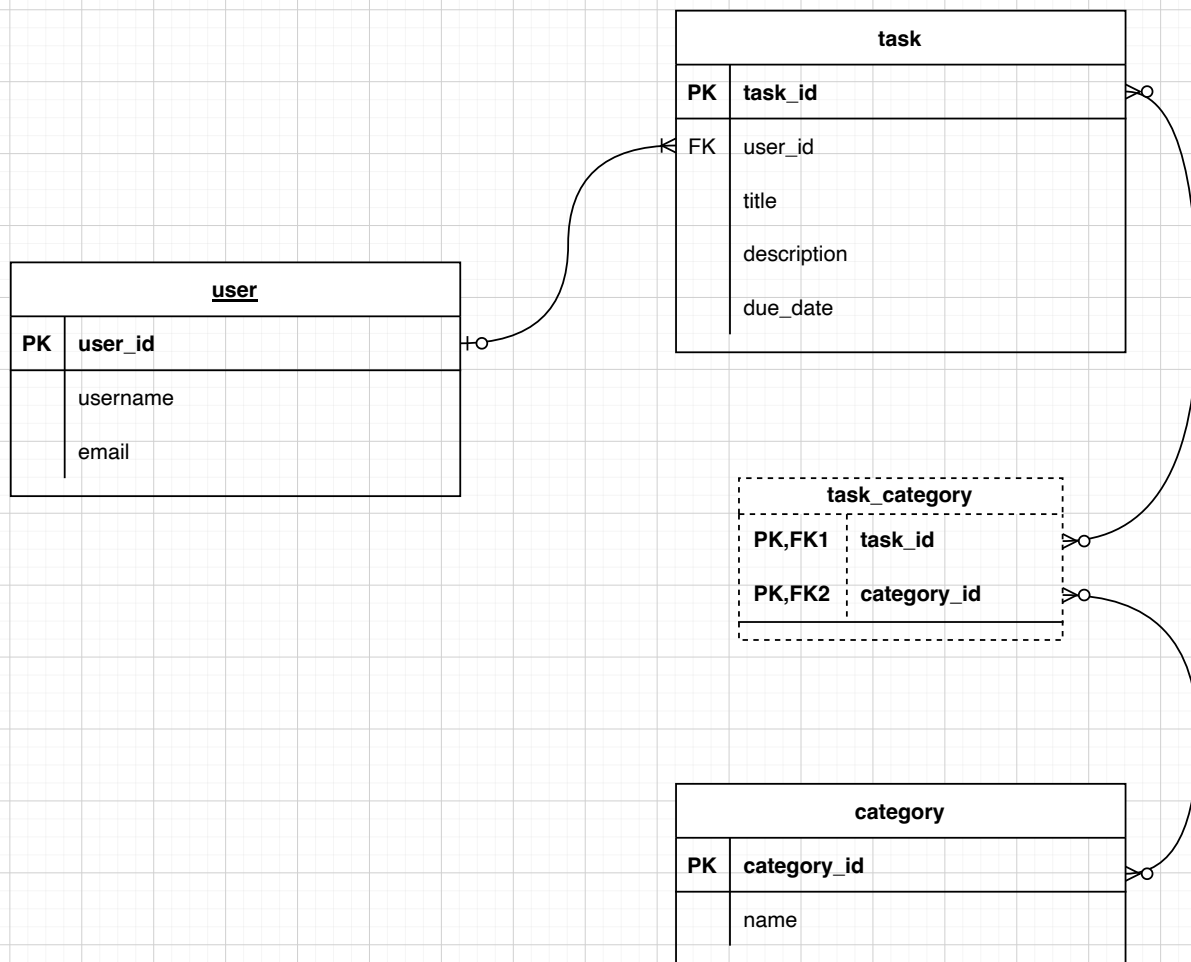 task
PK task_id
FK user_id
title
description
due_date
user
PK user_id
username
email
task_category
PK,FK1 task_id
PK,FK2 category_id
category
PK category_id
name